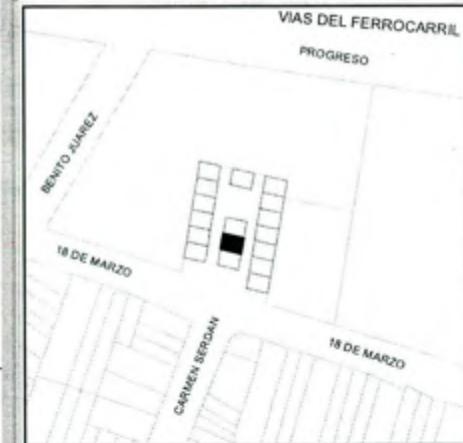 VIAS DEL FERROCARRIL
PROGRESO
BENITO JUAREZ
18 DE MARZO
18 DE MARZO
CARMEN SERDAN